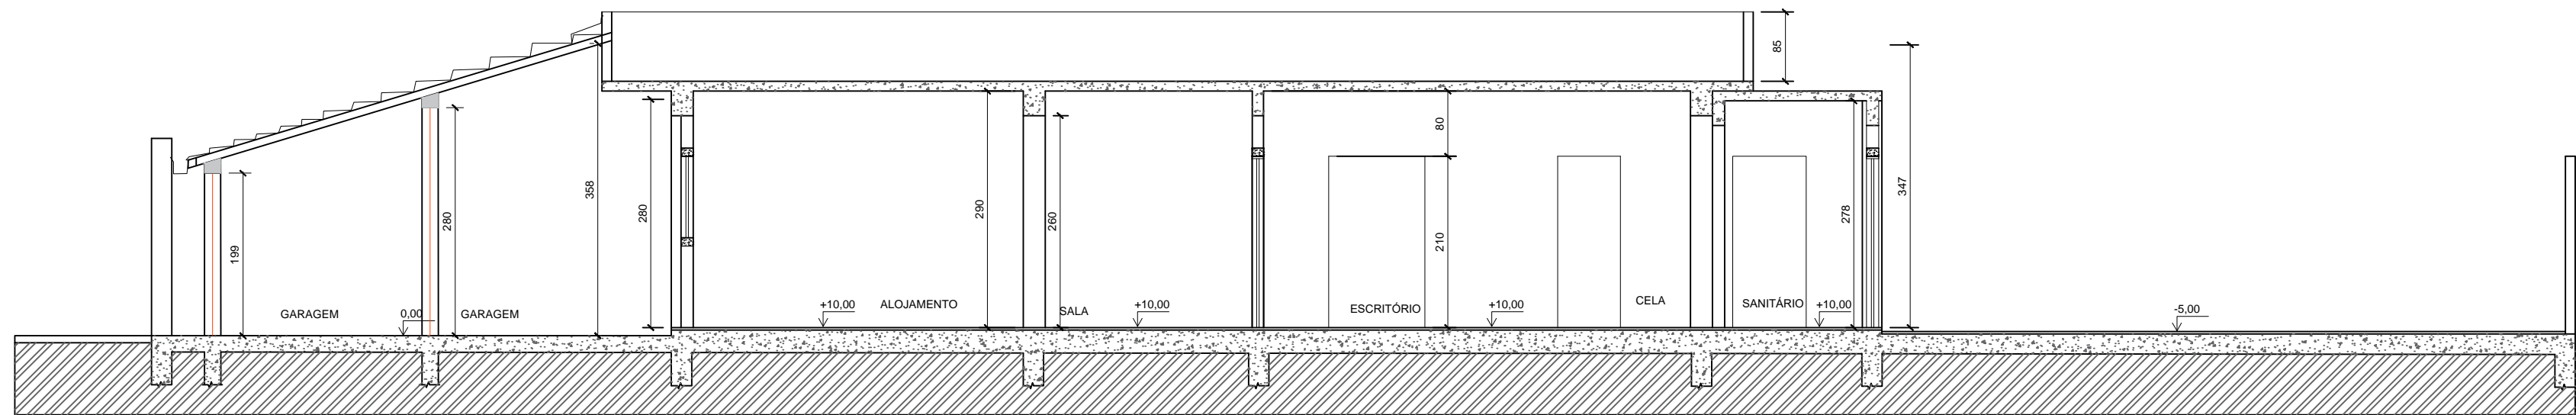 85
80
358
280
290
260
347
278
280
210
199
GARAGEM
0,00
GARAGEM
+10,00
ALOJAMENTO
SALA
+10,00
ESCRITÓRIO
+10,00
CELA
SANITÁRIO
+10,00
-5,00